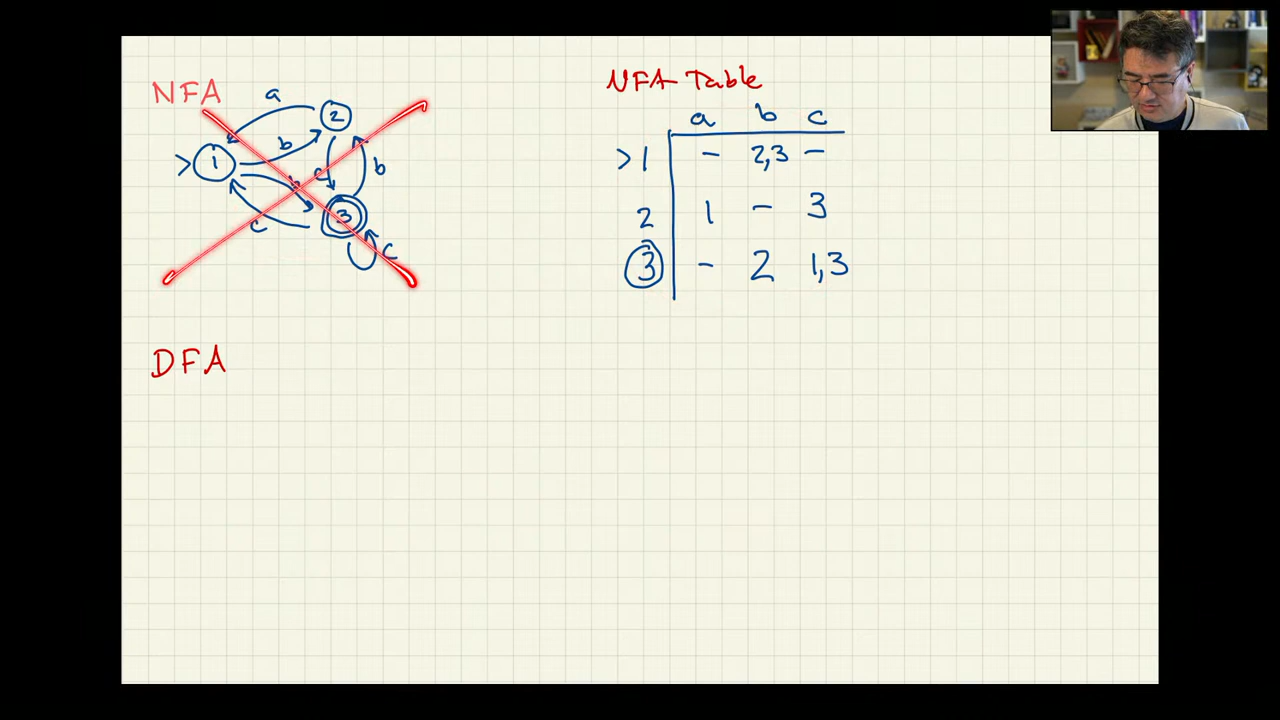 NFA
a
2
> 1
b
b
b
c
3
c
c
NFA Table
a b c
>1 - 2,3 -
2 1 - 3
3 - 2 1,3
DFA